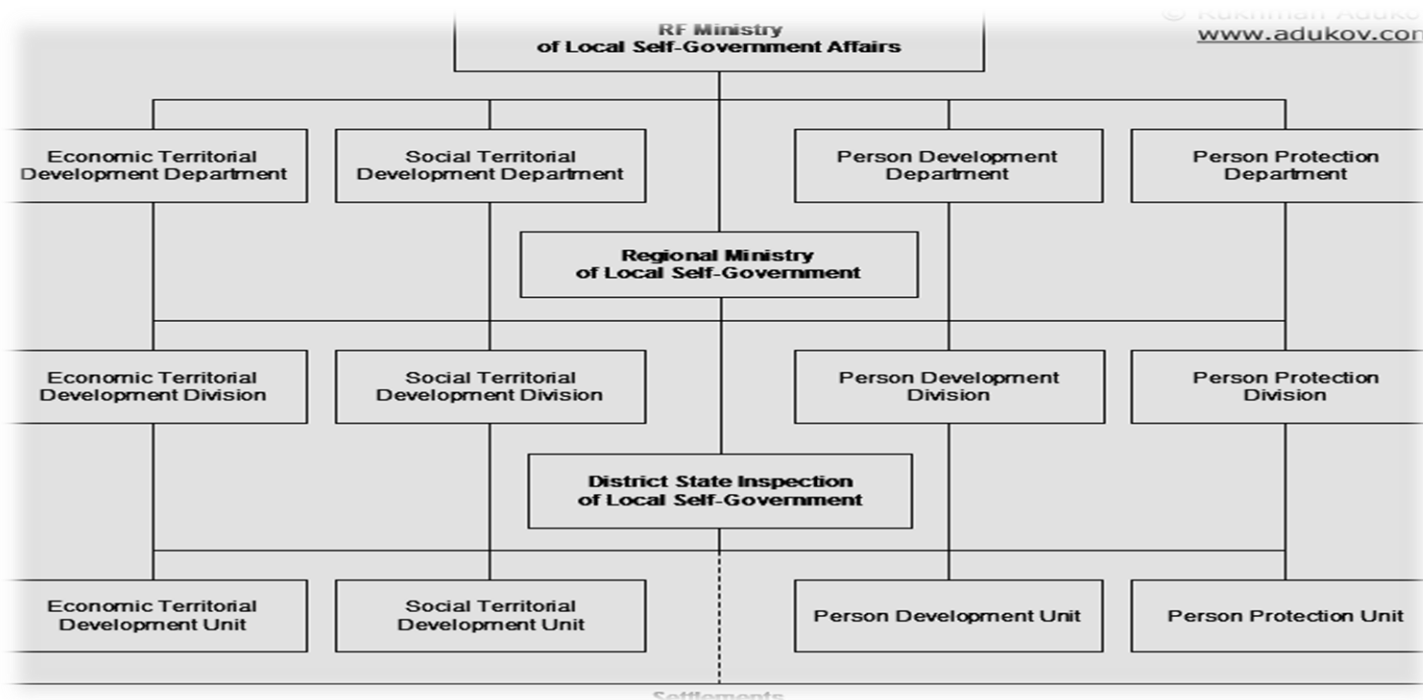 © Rukhman Aduko
www.adukov.con
RF Ministry
of Local Self-Government Affairs
Economic Territorial
Development Department
Social Territorial
Development Department
Person Development
Department
Person Protection
Department
Regional Ministry
of Local Self-Government
Economic Territorial
Development Division
Social Territorial
Development Division
Person Development
Division
Person Protection
Division
District State Inspection
of Local Self-Government
Economic Territorial
Development Unit
Social Territorial
Development Unit
Person Development Unit
Person Protection Unit
Settlements